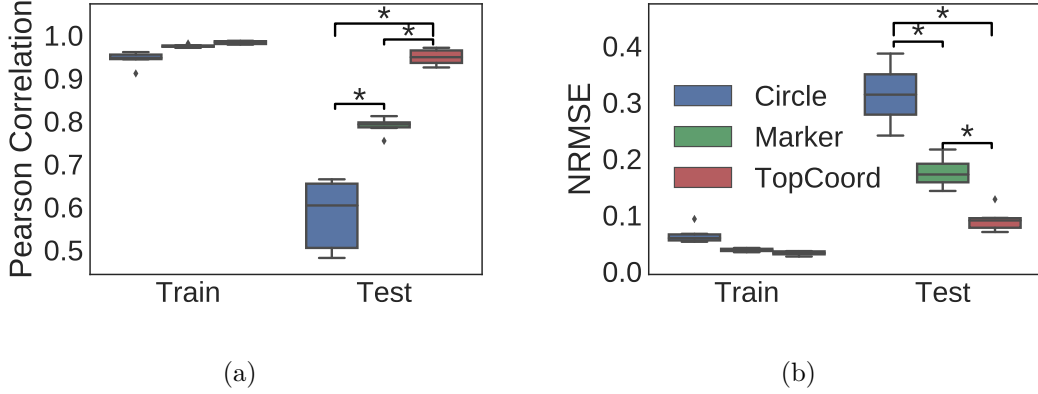 Pearson Correlation
1.0
0.9
0.8
0.7
0.6
0.5
*
*
*
Train
Test
(a)
NRMSE
0.4
0.3
0.2
0.1
0.0
*
*
*
Circle
Marker
TopCoord
Train
Test
(b)